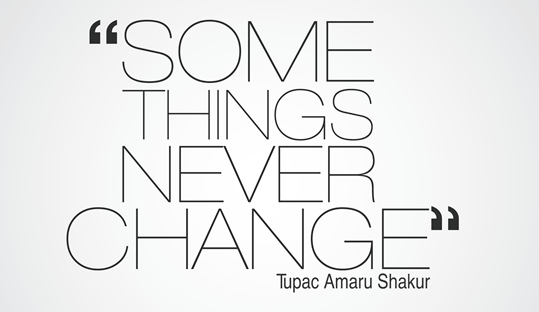 “SOME
THINGS
NEVER
CHANGE”
Tupac Amaru Shakur